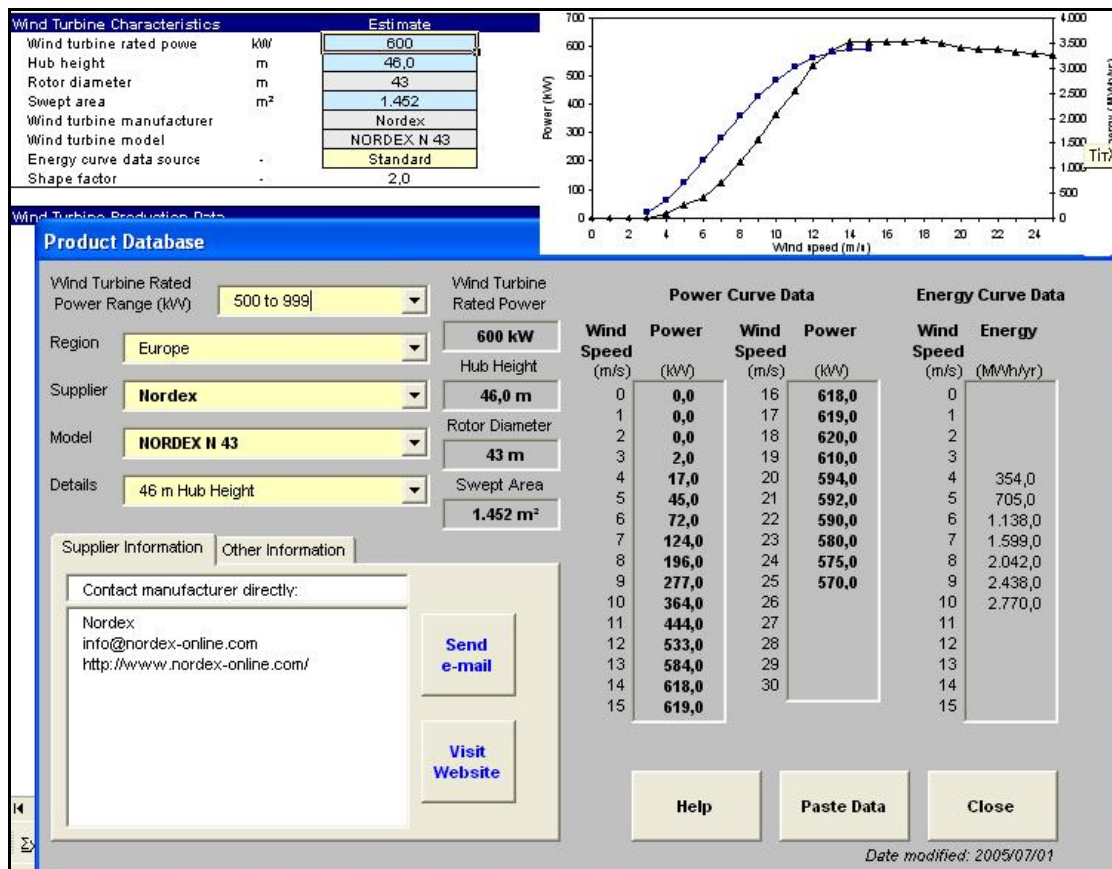 Wind Turbine Characteristics Estimate
Wind turbine rated powe kW 600
Hub height m 46,0
Rotor diameter m 43
Swept area m² 1.452
Wind turbine manufacturer Nordex
Wind turbine model NORDEX N 43
Energy curve data source - Standard
Shape factor - 2,0
Wind Turbine Production Data
700
600
500
400
300
200
100
0
Power (kW)
4.000
3.500
3.000
2.500
2.000
1.500
1.000
500
0
0 2 4 6 8 10 12 14 16 18 20 22 24
Wind speed (m/s)
Product Database
Wind Turbine Rated
Power Range (kW)
500 to 999
Region Europe
Supplier Nordex
Model NORDEX N 43
Details 46 m Hub Height
Wind Turbine
Rated Power
600 kW
Hub Height
46,0 m
Rotor Diameter
43 m
Swept Area
1.452 m²
Supplier Information Other Information
Contact manufacturer directly:
Nordex
info@nordex-online.com
http://www.nordex-online.com/
Send
e-mail
Visit
Website
Power Curve Data
Wind Power Wind Power
Speed Speed
(m/s) (kW) (m/s) (kW)
0 0,0 16 618,0
1 0,0 17 619,0
2 0,0 18 620,0
3 2,0 19 610,0
4 17,0 20 594,0
5 45,0 21 592,0
6 72,0 22 590,0
7 124,0 23 580,0
8 196,0 24 575,0
9 277,0 25 570,0
10 364,0 26
11 444,0 27
12 533,0 28
13 584,0 29
14 618,0 30
15 619,0
Energy Curve Data
Wind Energy
Speed
(m/s) (MWh/yr)
0
1
2
3
4 354,0
5 705,0
6 1.138,0
7 1.599,0
8 2.042,0
9 2.438,0
10 2.770,0
11
12
13
14
15
Help Paste Data Close
Date modified: 2005/07/01